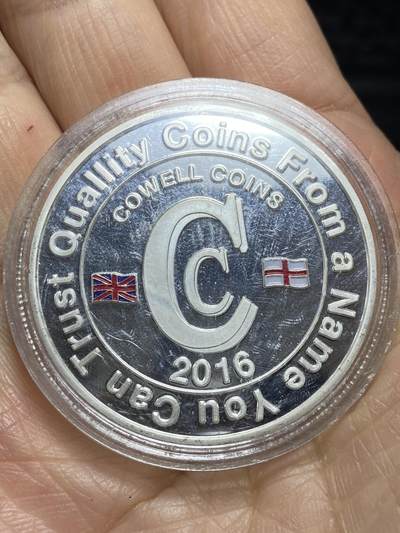 Quallity Coins From a Name You Can Trust
COWELL COINS
C
C
2016